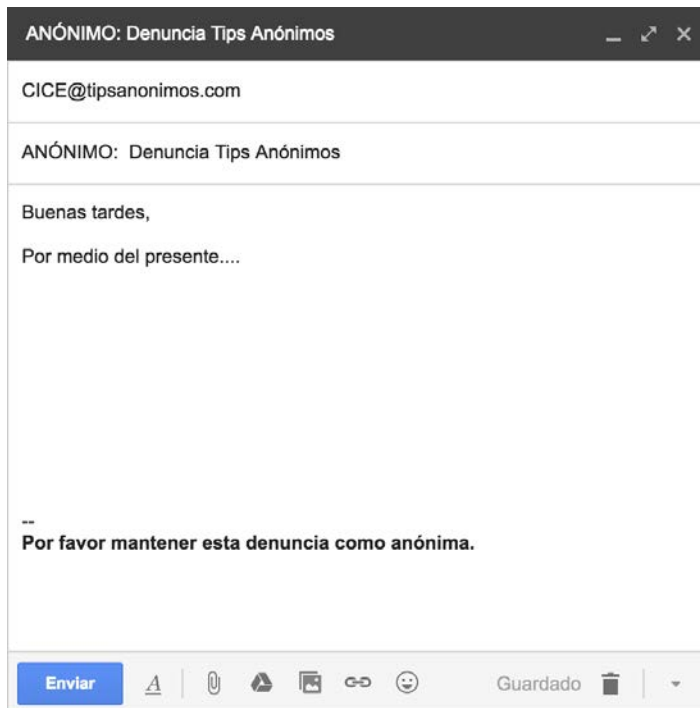 ANÓNIMO: Denuncia Tips Anónimos
CICE@tipsanonimos.com
ANÓNIMO:  Denuncia Tips Anónimos
Buenas tardes,
Por medio del presente....
--
Por favor mantener esta denuncia como anónima.
Enviar A Guardado